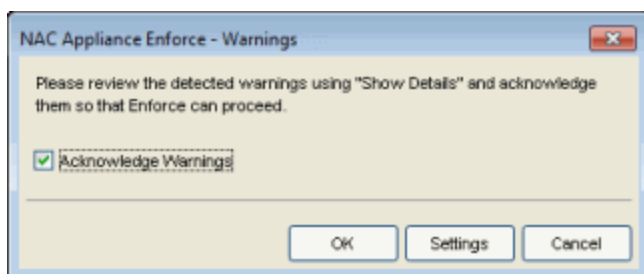 NAC Appliance Enforce - Warnings
Please review the detected warnings using "Show Details" and acknowledge
them so that Enforce can proceed.
Acknowledge Warnings
OK Settings Cancel